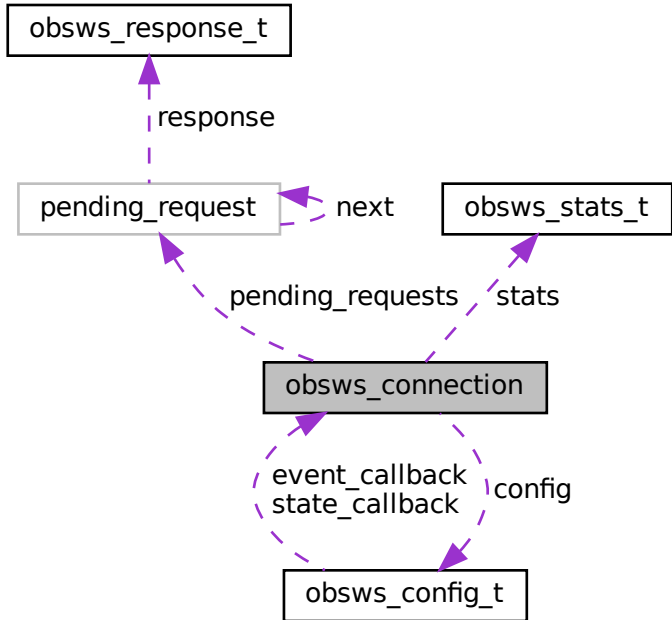 obsws_response_t
response
pending_request
next
obsws_stats_t
pending_requests
stats
obsws_connection
event_callback
state_callback
config
obsws_config_t